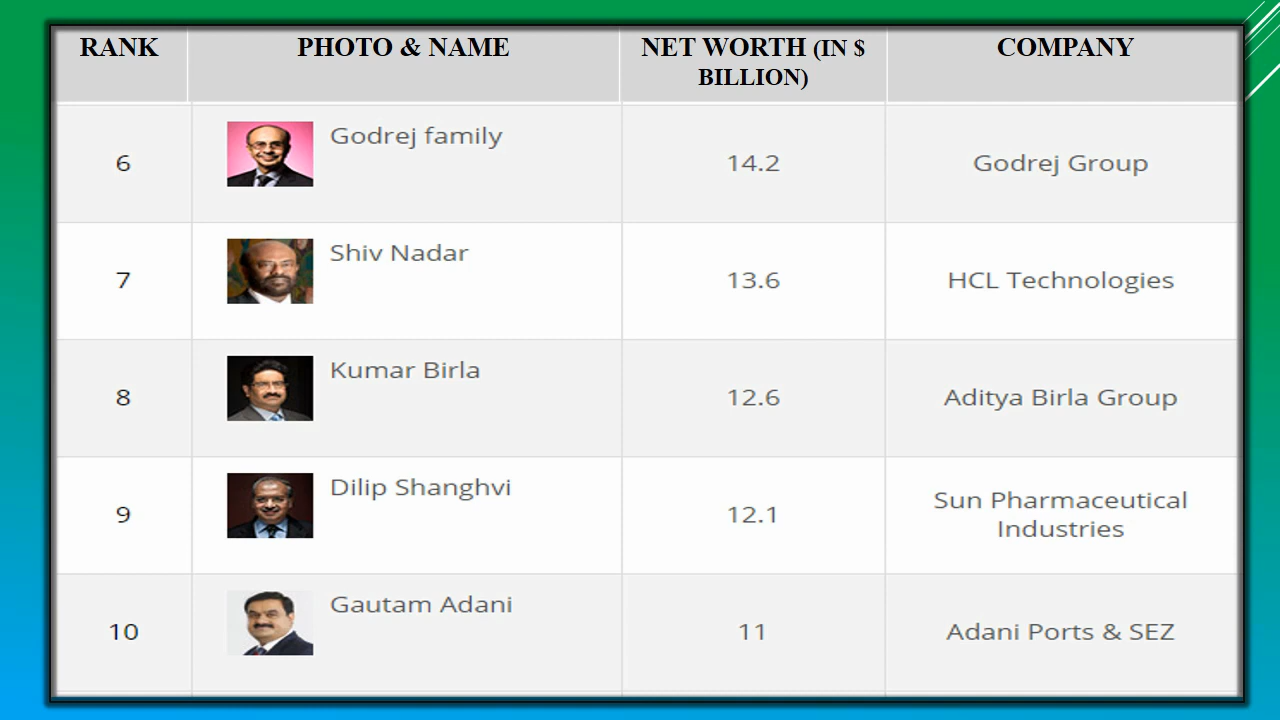 RANK
PHOTO & NAME
NET WORTH (IN $
BILLION)
COMPANY
6
Godrej family
14.2
Godrej Group
7
Shiv Nadar
13.6
HCL Technologies
8
Kumar Birla
12.6
Aditya Birla Group
9
Dilip Shanghvi
12.1
Sun Pharmaceutical
Industries
10
Gautam Adani
11
Adani Ports & SEZ